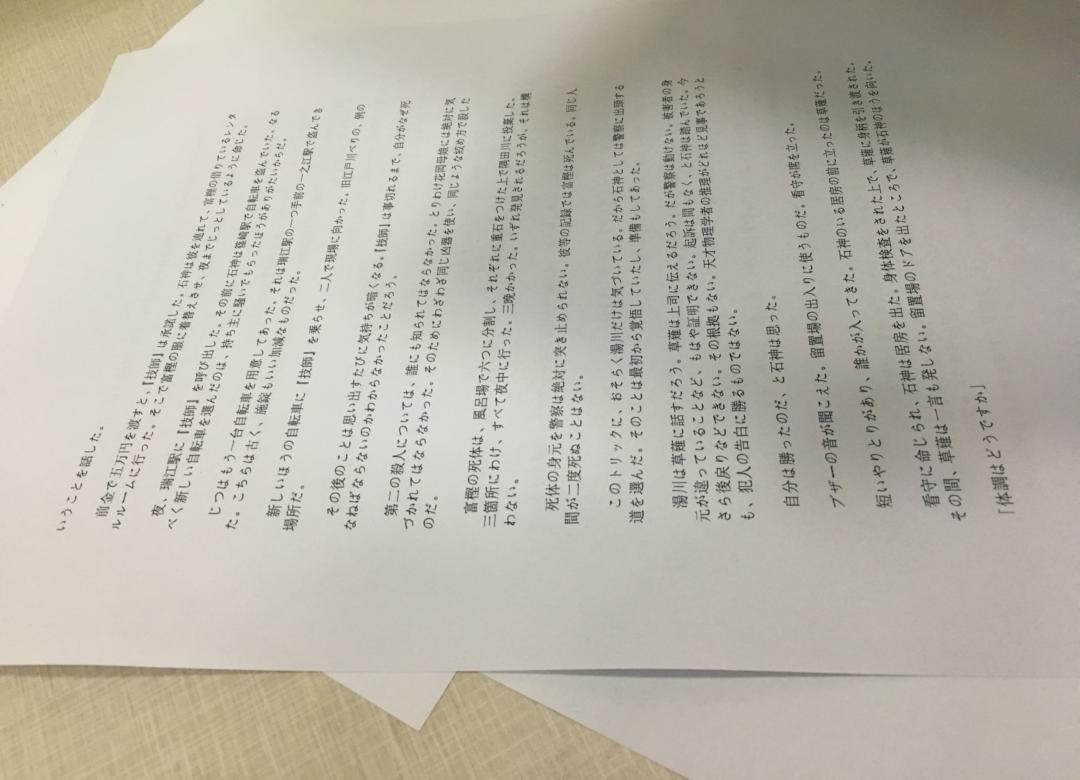 いうことを話した。
前金で五万円を渡すと、『技師』は承諾した。石神は彼を連れて、富樫の借りているレンタ
ルルームに行った。そこで富樫の服に着替えさせ、夜までじっとしているように命じた。
夜、瑞江駅に『技師』を呼び出した。その前に石神は篠崎駅で自転車を盗んでいた。なる
べく新しい自転車を選んだのは、持ち主に騒いでもらったほうがありがたいからだ。
じつはもう一台自転車を用意してあった。それは瑞江駅の一つ手前の一之江駅で盗んでき
た。こちらは古く、施錠もいい加減なものだった。
新しいほうの自転車に『技師』を乗らせ、二人で現場に向かった。旧江戸川べりの、例の
場所だ。
その後のことは思い出すたびに気持ちが暗くなる。『技師』は事切れるまで、自分がなぜ死
なねばならないのかわからなかったことだろう。
第二の殺人については、誰にも知られてはならなかった。とりわけ花岡母娘には絶対に気
づかれてはならなかった。そのためにわざわざ同じ凶器を使い、同じような絞め方で殺した
のだ。
富樫の死体は、風呂場で六つに分割し、それぞれに重石をつけた上で隅田川に投棄した。
三箇所にわけ、すべて夜中に行った。三晩かかった。いずれ発見されるだろうが、それは構
わない。
死体の身元を警察は絶対に突き止められない。彼等の記録では富樫は死んでいる。同じ人
間が二度死ぬことはない。
このトリックに、おそらく湯川だけは気づいている。だから石神としては警察に出頭する
道を選んだ。そのことは最初から覚悟していたし、準備もしてあった。
湯川は草薙に話すだろう。草薙は上司に伝えるだろう。だが警察は動けない。被害者の身
元が違っていることなど、もはや証明できない。起訴は間もなく、と石神は踏んでいた。今
さら後戻りなどできない。その根拠もない。天才物理学者の推理がどれほど見事であろうと
も、犯人の告白に勝るものではない。
自分は勝ったのだ、と石神は思った。
ブザーの音が聞こえた。留置場の出入りに使うものだ。看守が席を立った。
短いやりとりがあり、誰かが入ってきた。石神のいる居房の前に立ったのは草薙だった。
看守に命じられ、石神は居房を出た。身体検査をされた上で、草薙に身柄を引き渡された。
その間、草薙は一言も発しない。留置場のドアを出たところで、草薙が石神のほうを向いた。
「体調はどうですか」